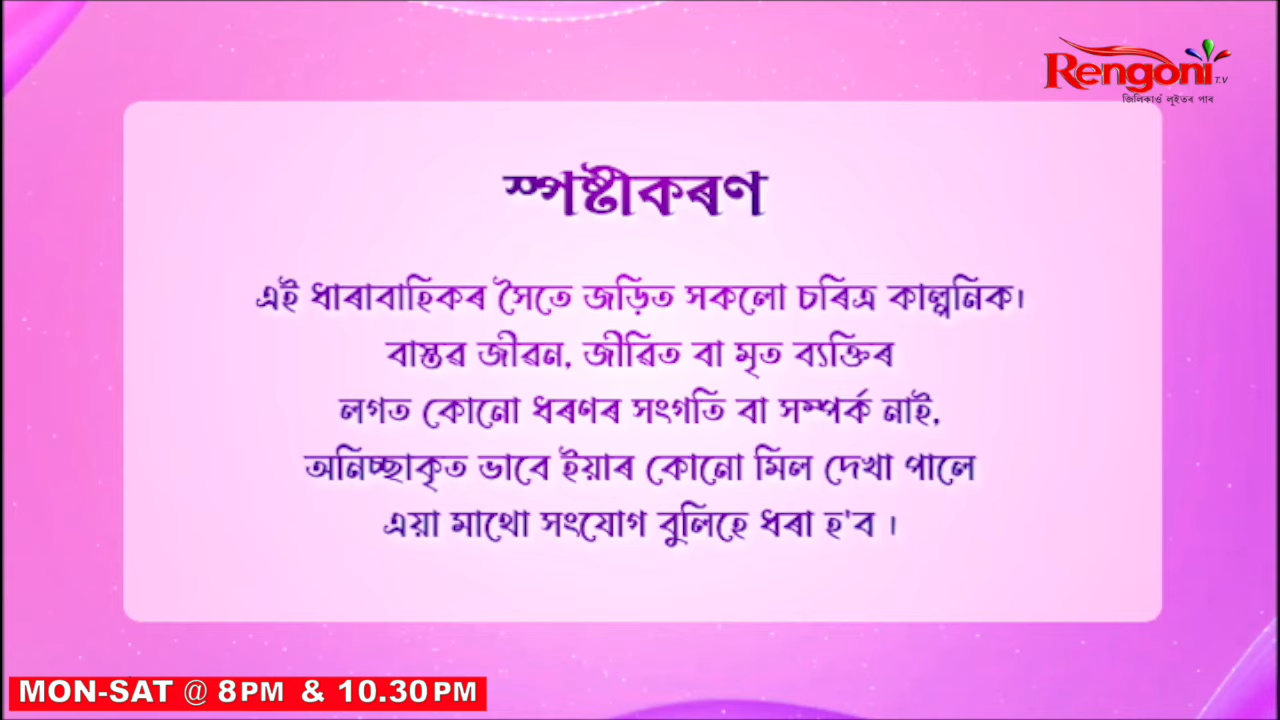 Rengoni T.V
জিলিকাওঁ লুইতৰ পাৰ
স্পষ্টীকৰণ
এই ধাৰাবাহিকৰ সৈতে জড়িত সকলো চৰিত্ৰ কাল্পনিক।
বাস্তৱ জীৱন, জীৱিত বা মৃত ব্যক্তিৰ
লগত কোনো ধৰণৰ সংগতি বা সম্পৰ্ক নাই,
অনিচ্ছাকৃত ভাবে ইয়াৰ কোনো মিল দেখা পালে
এয়া মাথো সংযোগ বুলিহে ধৰা হ'ব ।
MON-SAT @ 8PM & 10.30PM